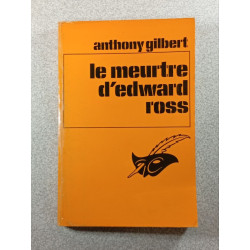 anthony gilbert
le meurtre
d'edward
ross